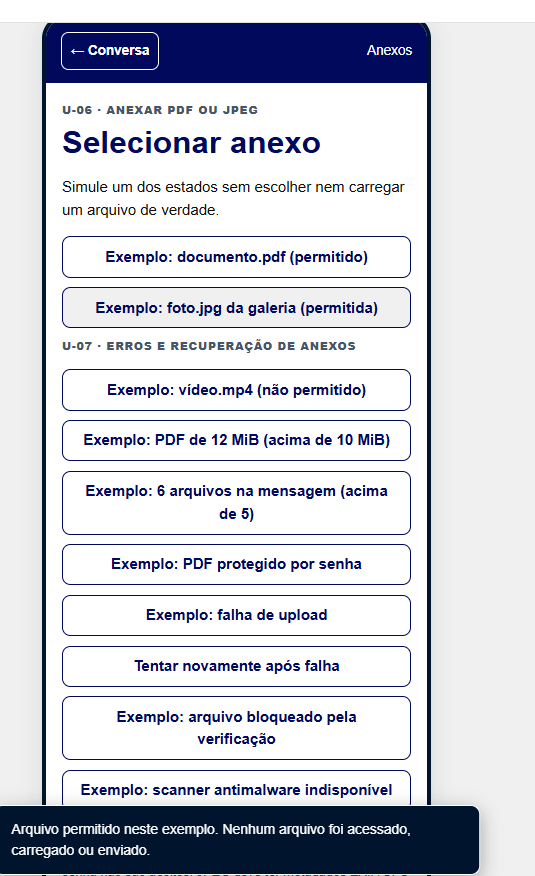 ← Conversa
Anexos
U-06 · ANEXAR PDF OU JPEG
Selecionar anexo
Simule um dos estados sem escolher nem carregar
um arquivo de verdade.
Exemplo: documento.pdf (permitido)
Exemplo: foto.jpg da galeria (permitida)
U-07 · ERROS E RECUPERAÇÃO DE ANEXOS
Exemplo: vídeo.mp4 (não permitido)
Exemplo: PDF de 12 MiB (acima de 10 MiB)
Exemplo: 6 arquivos na mensagem (acima
de 5)
Exemplo: PDF protegido por senha
Exemplo: falha de upload
Tentar novamente após falha
Exemplo: arquivo bloqueado pela
verificação
Exemplo: scanner antimalware indisponível
Arquivo permitido neste exemplo. Nenhum arquivo foi acessado,
carregado ou enviado.